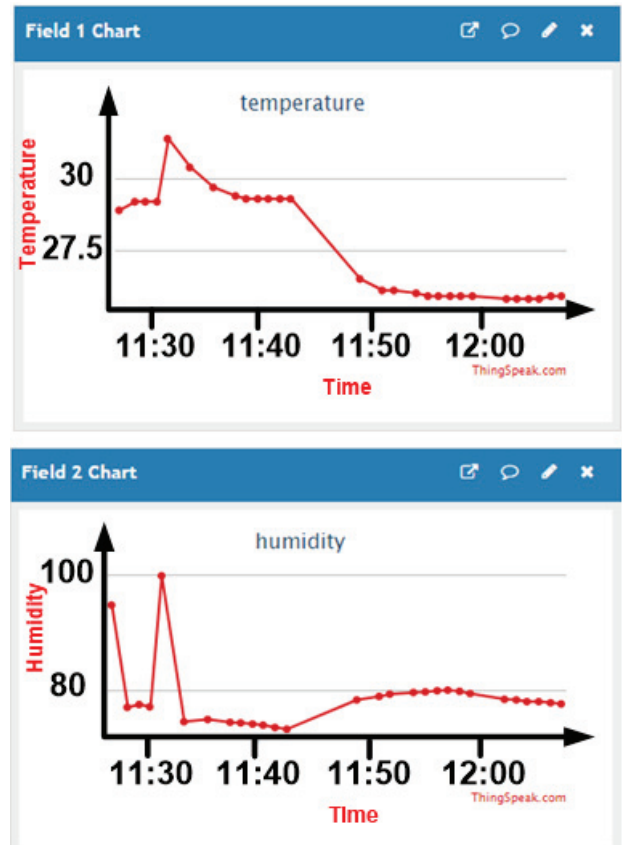 Field 1 Chart
temperature
Temperature
30
27.5
11:30 11:40 11:50 12:00
ThingSpeak.com
Time
Field 2 Chart
humidity
Humidity
100
80
11:30 11:40 11:50 12:00
ThingSpeak.com
TIme